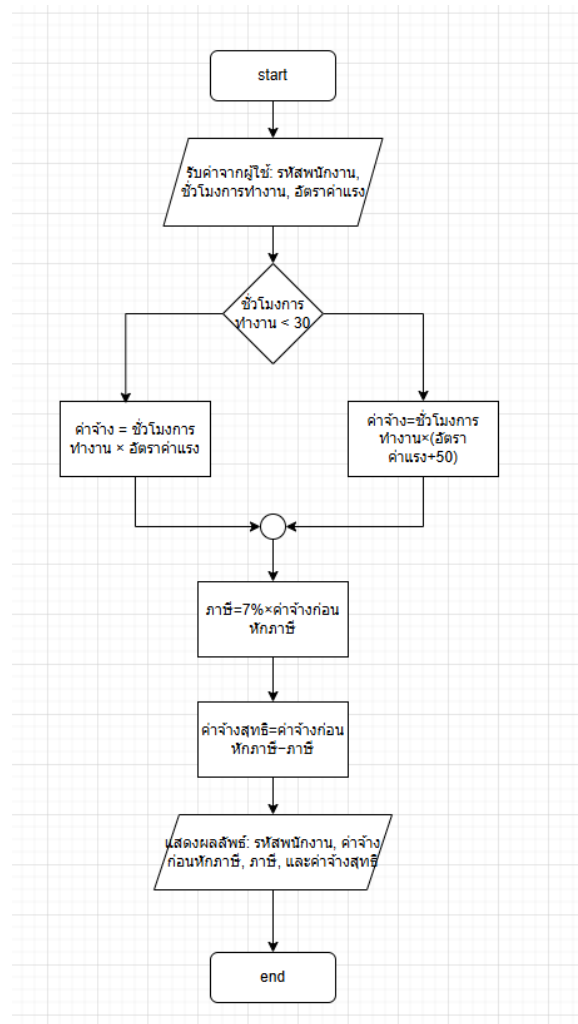 start
รับค่าจากผู้ใช้: รหัสพนักงาน,
ชั่วโมงการทำงาน, อัตราค่าแรง
ชั่วโมงการ
ทำงาน < 30
ค่าจ้าง = ชั่วโมงการ
ทำงาน × อัตราค่าแรง
ค่าจ้าง=ชั่วโมงการ
ทำงาน×(อัตรา
ค่าแรง+50)
ภาษี=7%×ค่าจ้างก่อน
หักภาษี
ค่าจ้างสุทธิ=ค่าจ้างก่อน
หักภาษี−ภาษี
แสดงผลลัพธ์: รหัสพนักงาน, ค่าจ้าง
ก่อนหักภาษี, ภาษี, และค่าจ้างสุทธิ
end